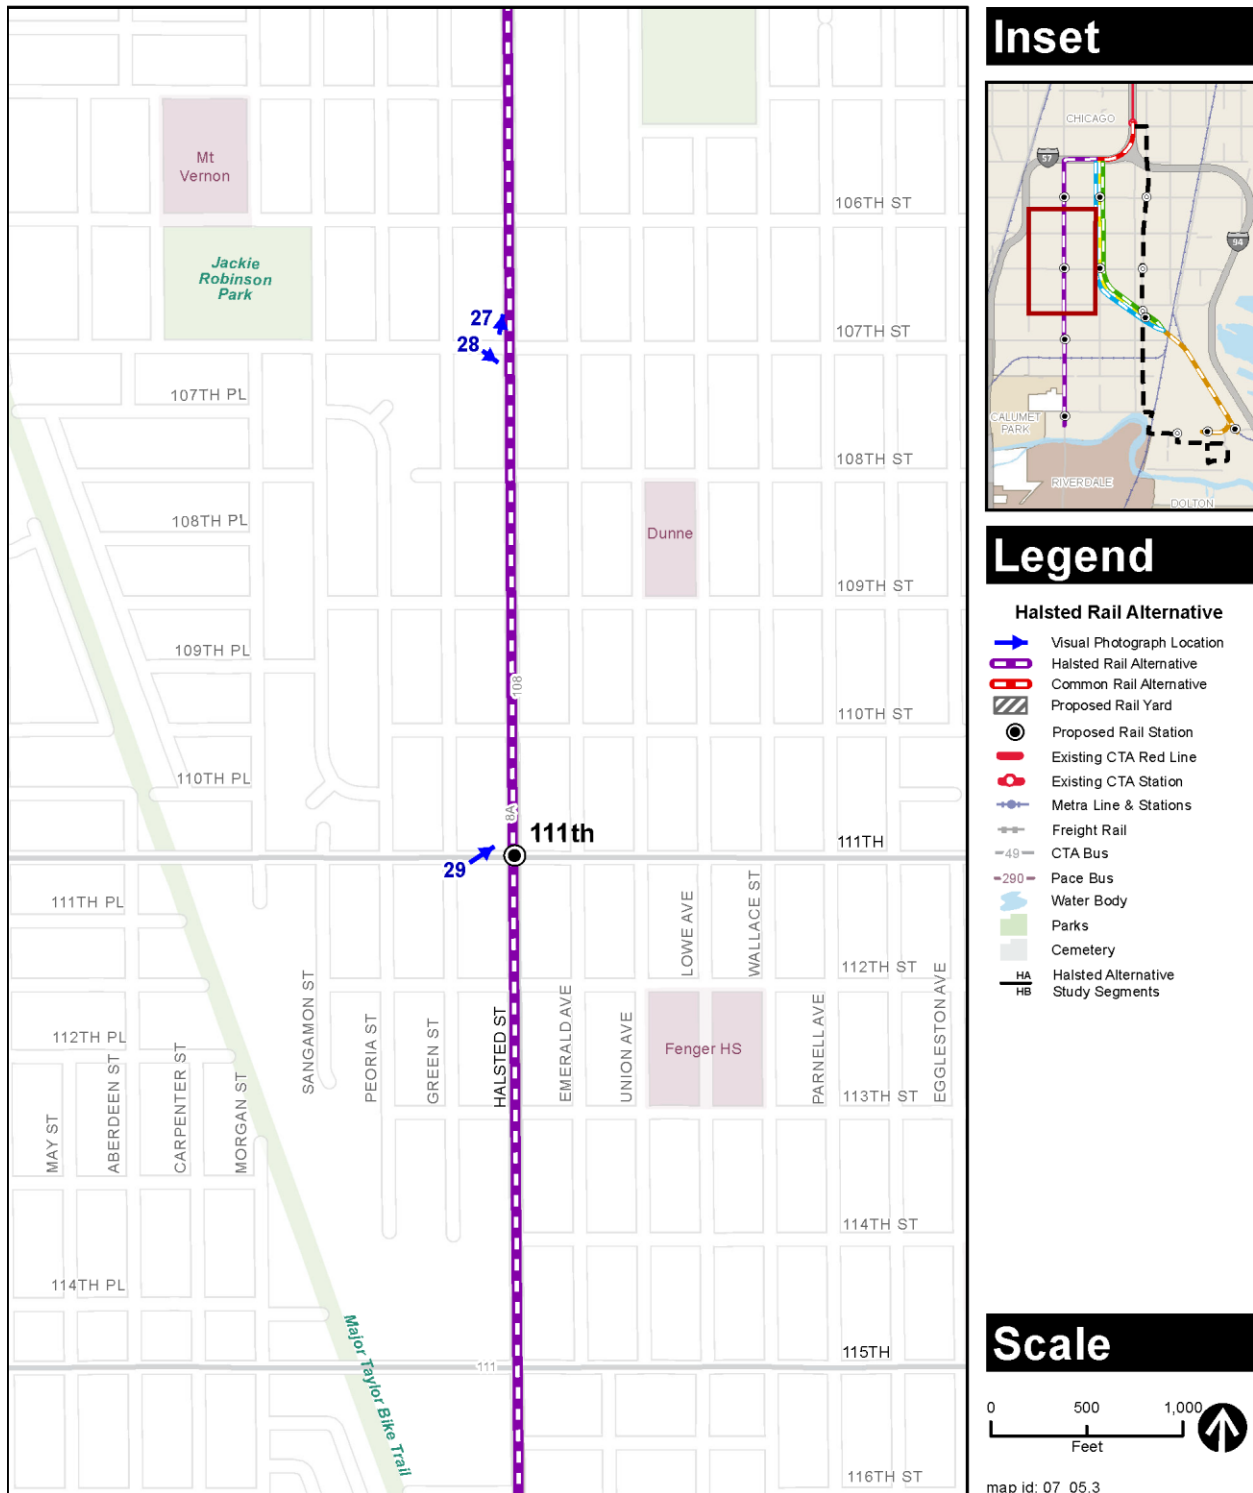 Mt
Vernon
106TH ST
Jackie
Robinson
Park
27
107TH ST
28
107TH PL
108TH ST
108TH PL
Dunne
109TH ST
109TH PL
108
110TH ST
110TH PL
8A
111th
111TH
29
111TH PL
LOWE AVE
WALLACE ST
112TH ST
SANGAMON ST
PEORIA ST
GREEN ST
HALSTED ST
EMERALD AVE
UNION AVE
PARNELL AVE
EGGLESTON AVE
112TH PL
Fenger HS
113TH ST
MAY ST
ABERDEEN ST
CARPENTER ST
MORGAN ST
114TH ST
114TH PL
Major Taylor Bike Trail
115TH
111
116TH ST
Inset
CHICAGO
57
94
CALUMET
PARK
RIVERDALE
DOLTON
Legend
Halsted Rail Alternative
Visual Photograph Location
Halsted Rail Alternative
Common Rail Alternative
Proposed Rail Yard
Proposed Rail Station
Existing CTA Red Line
Existing CTA Station
Metra Line & Stations
Freight Rail
49 CTA Bus
290 Pace Bus
Water Body
Parks
Cemetery
HA Halsted Alternative
HB Study Segments
Scale
0 500 1,000
Feet
map id: 07_05.3